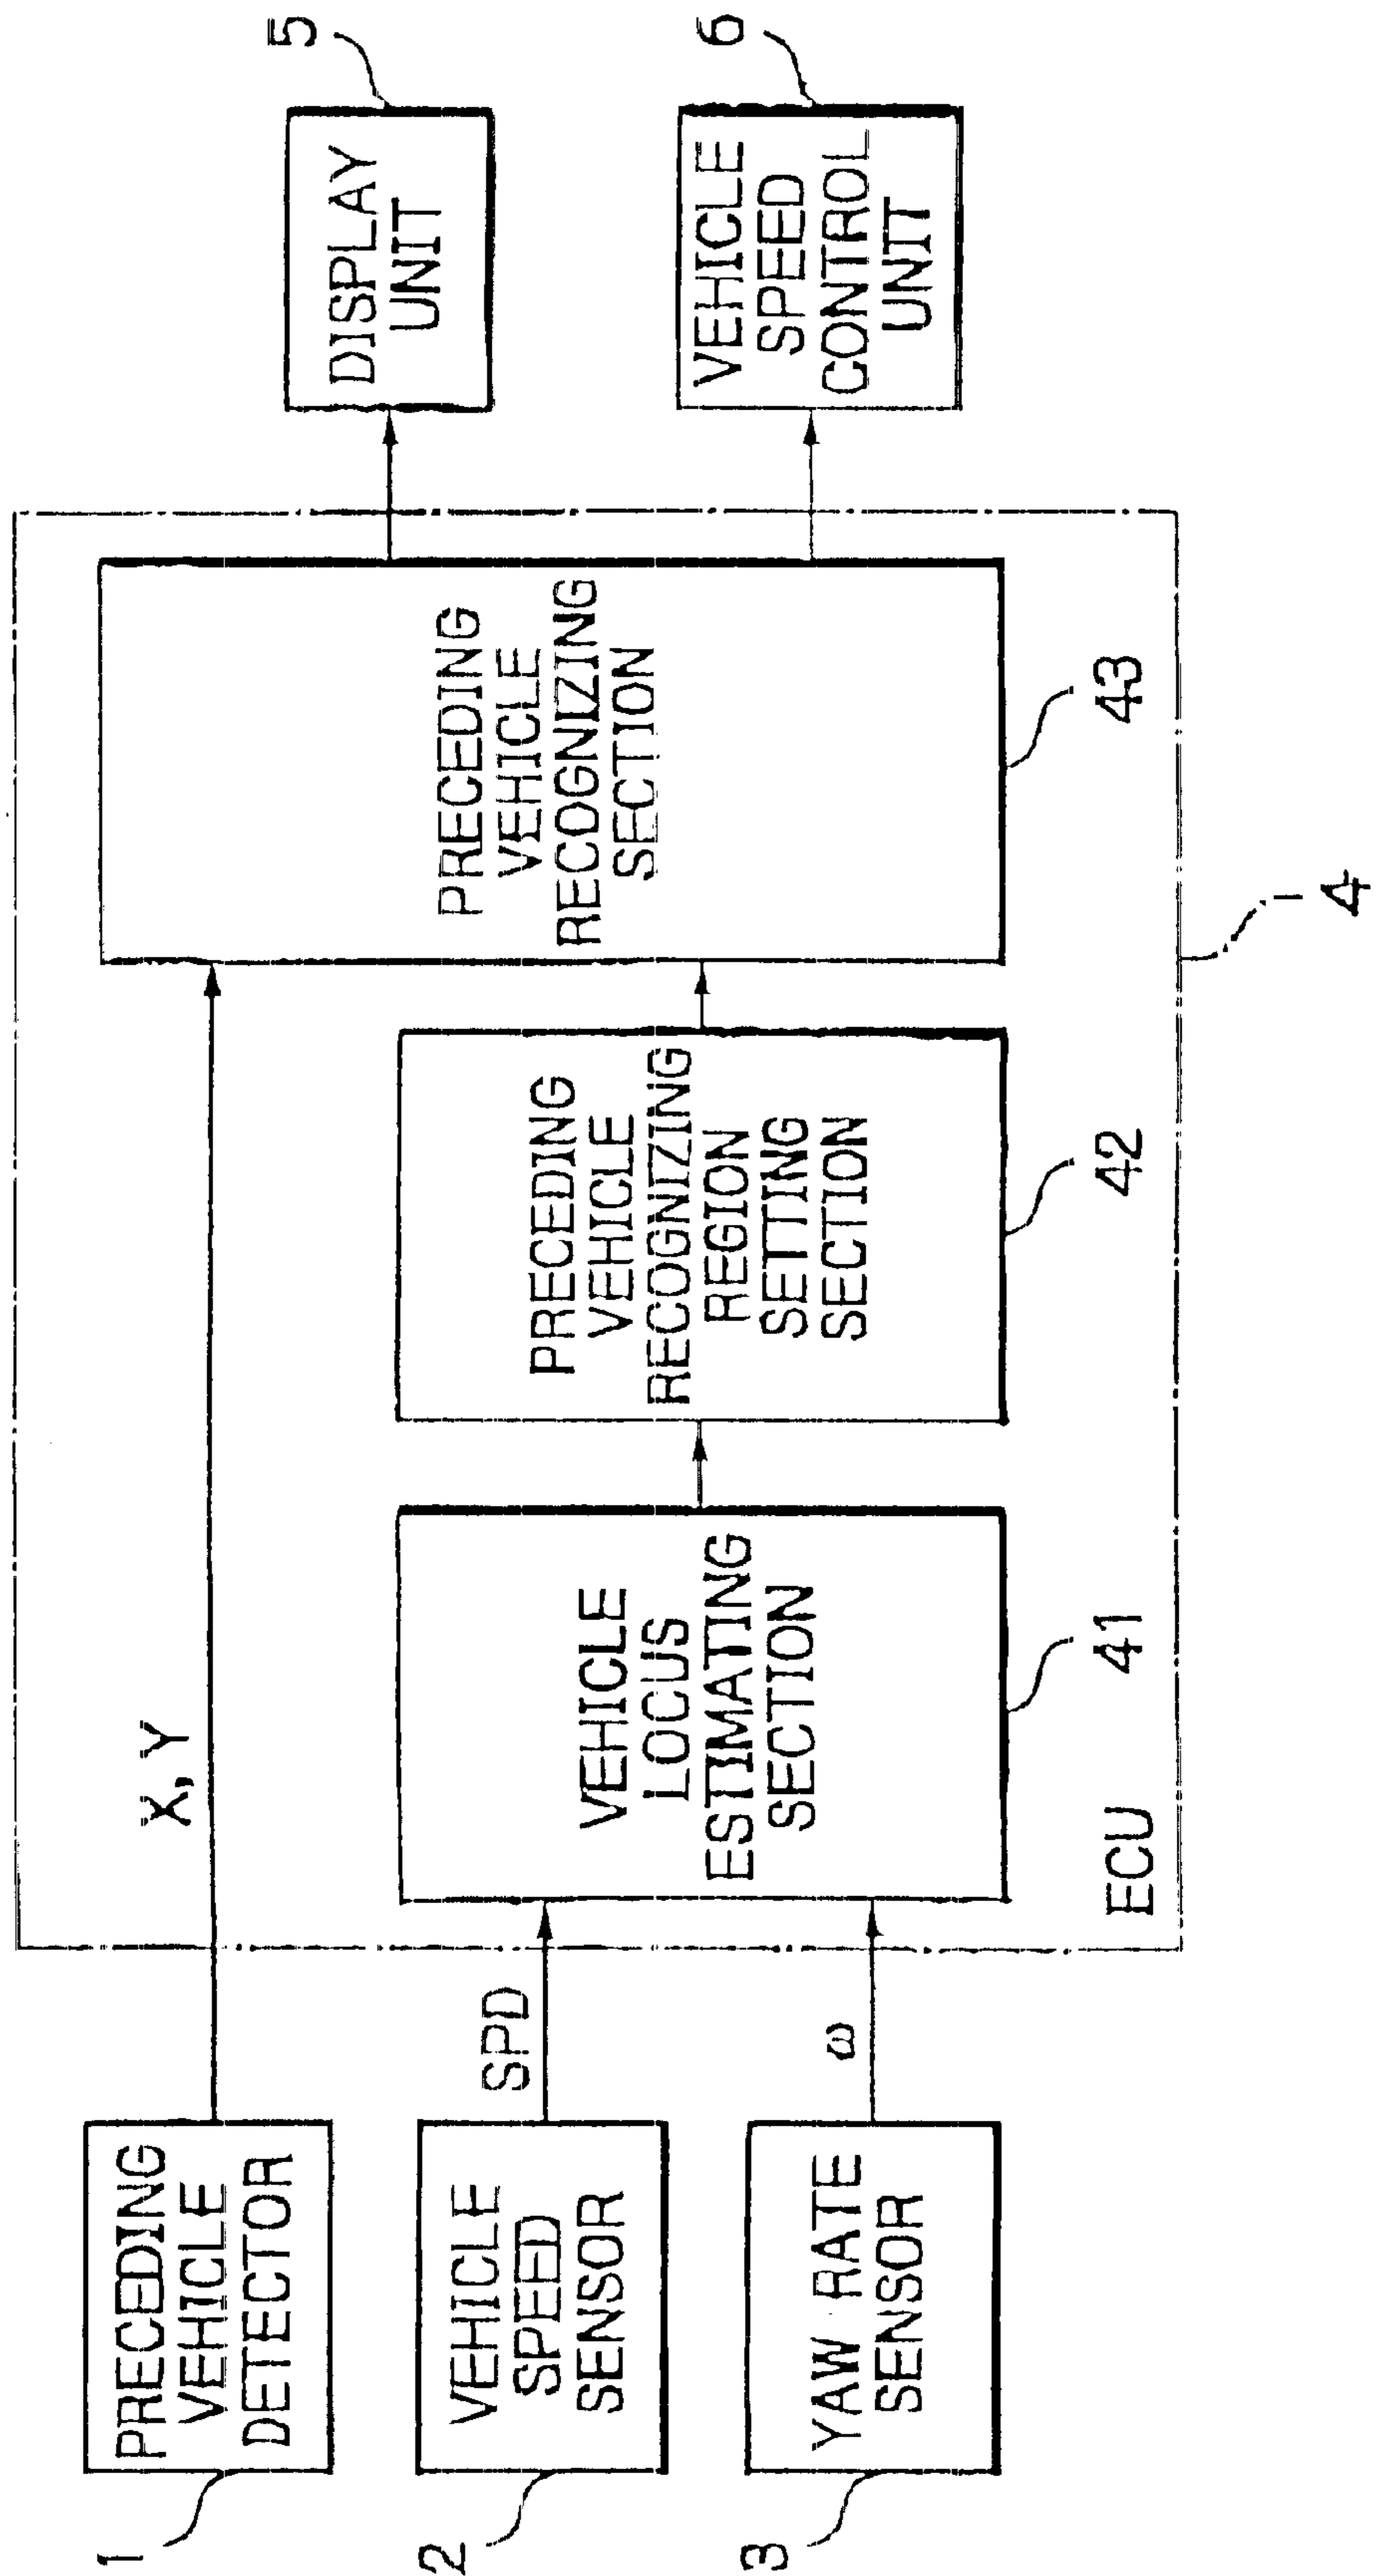 1
PRECEDING
VEHICLE
DETECTOR
2
VEHICLE
SPEED
SENSOR
3
YAW RATE
SENSOR
X, Y
SPD
ω
ECU
VEHICLE
LOCUS
ESTIMATING
SECTION
41
PRECEDING
VEHICLE
RECOGNIZING
REGION
SETTING
SECTION
42
PRECEDING
VEHICLE
RECOGNIZING
SECTION
43
4
DISPLAY
UNIT
5
VEHICLE
SPEED
CONTROL
UNIT
6